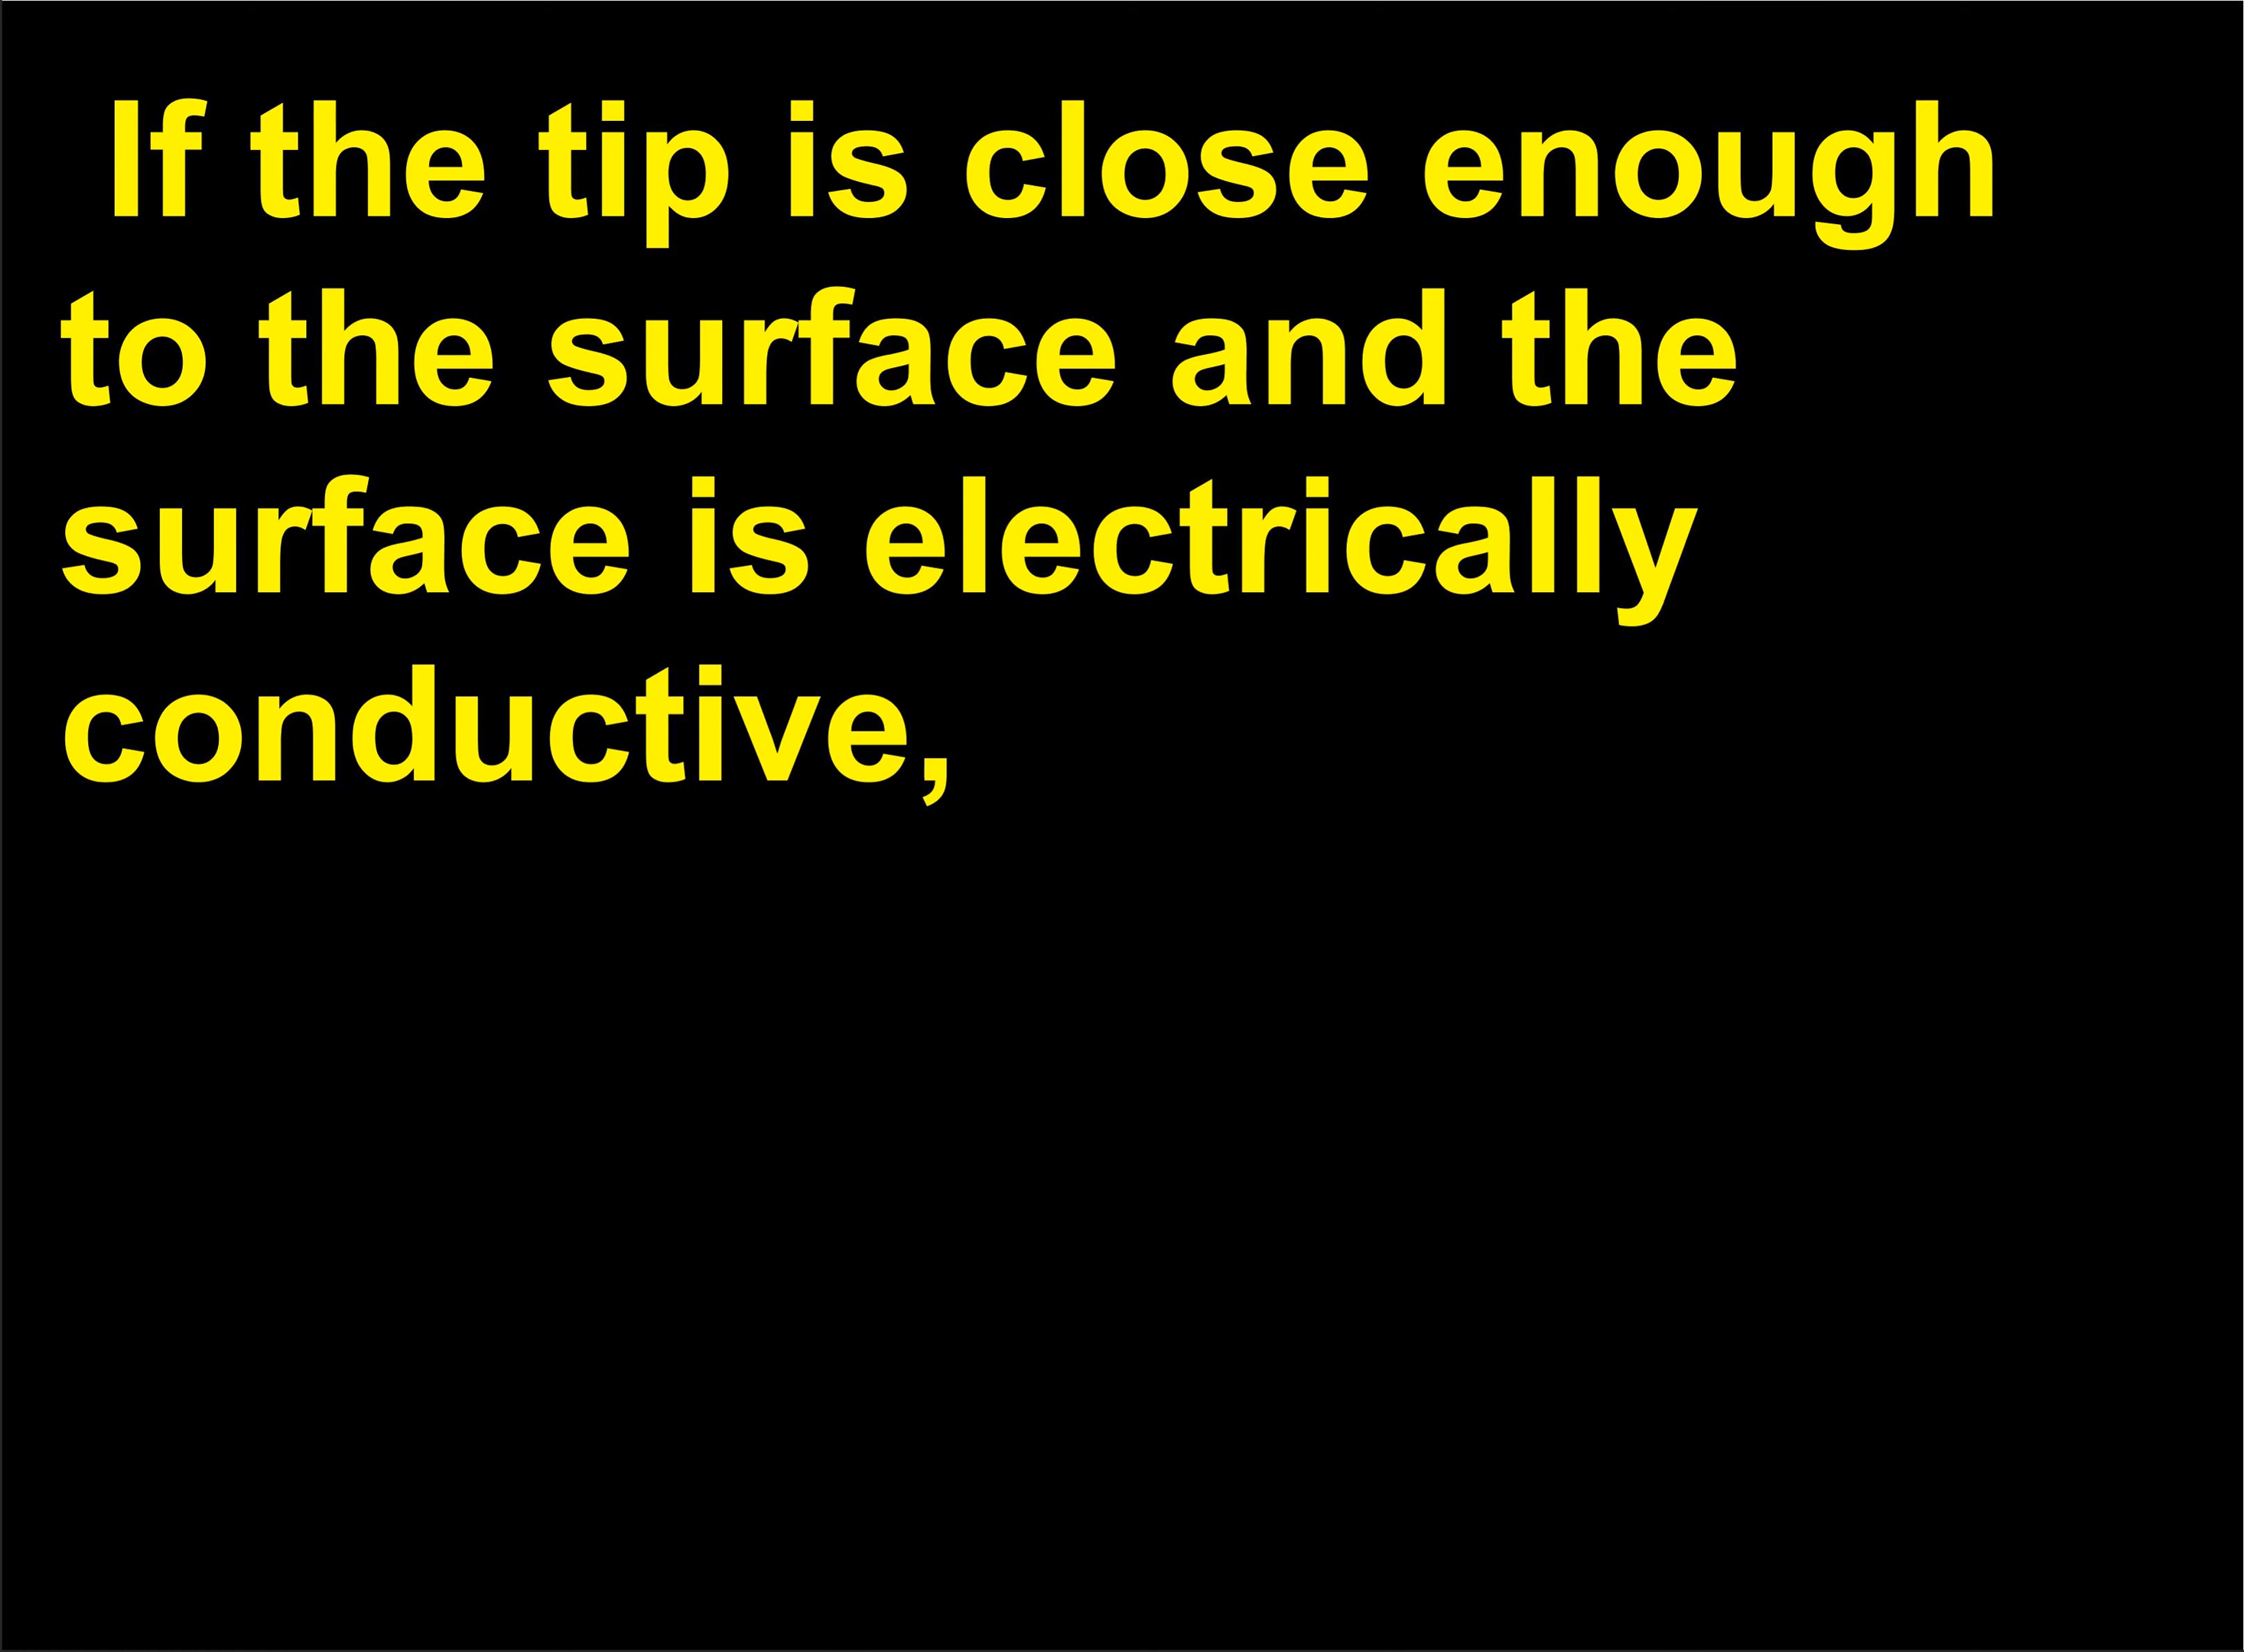 If the tip is close enough
to the surface and the
surface is electrically
conductive,